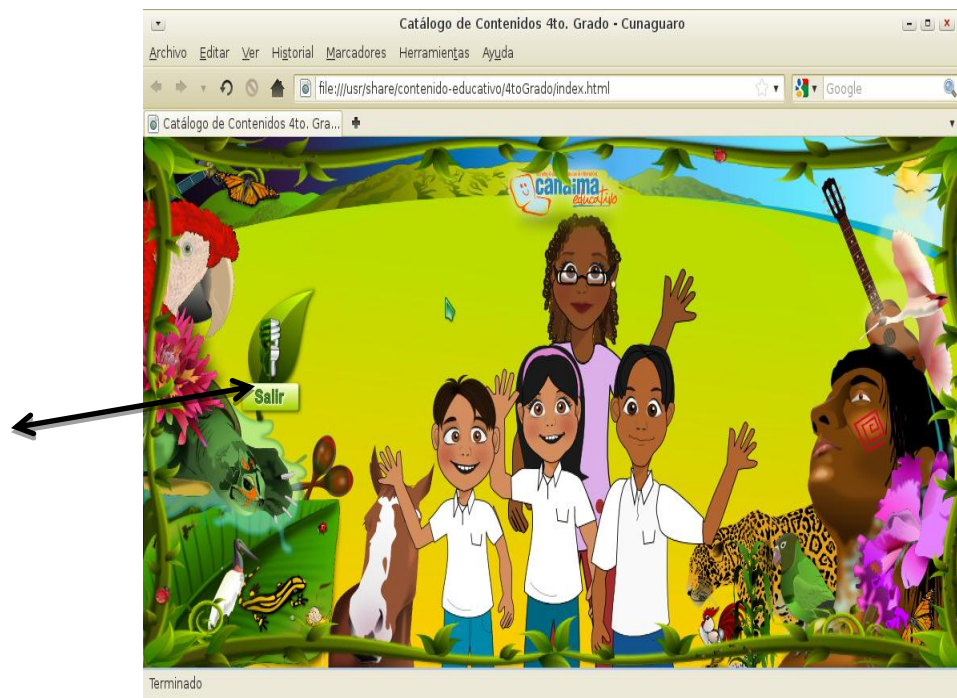 Catálogo de Contenidos 4to. Grado - Cunaguaro
Archivo Editar Ver Historial Marcadores Herramientas Ayuda
file:///usr/share/contenido-educativo/4toGrado/index.html Google
Catálogo de Contenidos 4to. Gra...
canaima
educativo
Salir
Terminado